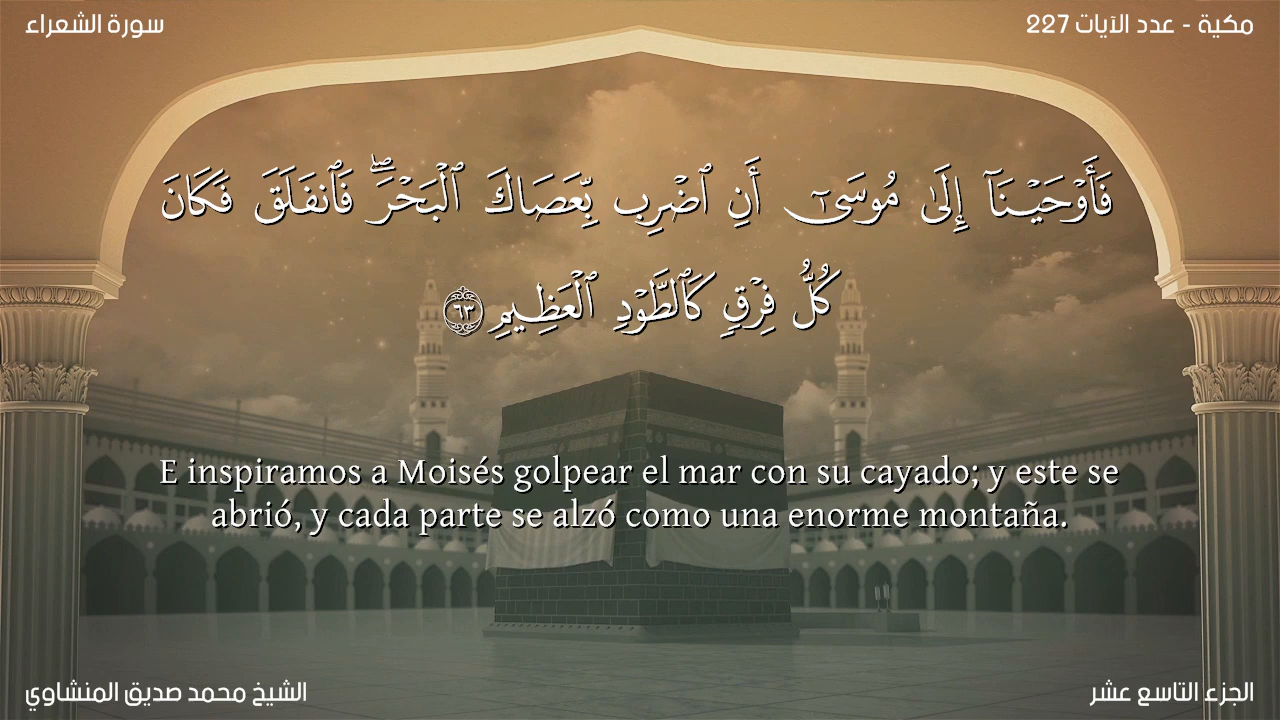 سورة الشعراء
مكية - عدد الآيات 227
فَأَوْحَيْنَآ إِلَىٰ مُوسَىٰٓ أَنِ ٱضْرِب بِّعَصَاكَ ٱلْبَحْرَ ۖ فَٱنفَلَقَ فَكَانَ
كُلُّ فِرْقٍ كَٱلطَّوْدِ ٱلْعَظِيمِ ٦٣
E inspiramos a Moisés golpear el mar con su cayado; y este se
abrió, y cada parte se alzó como una enorme montaña.
الشيخ محمد صديق المنشاوي
الجزء التاسع عشر